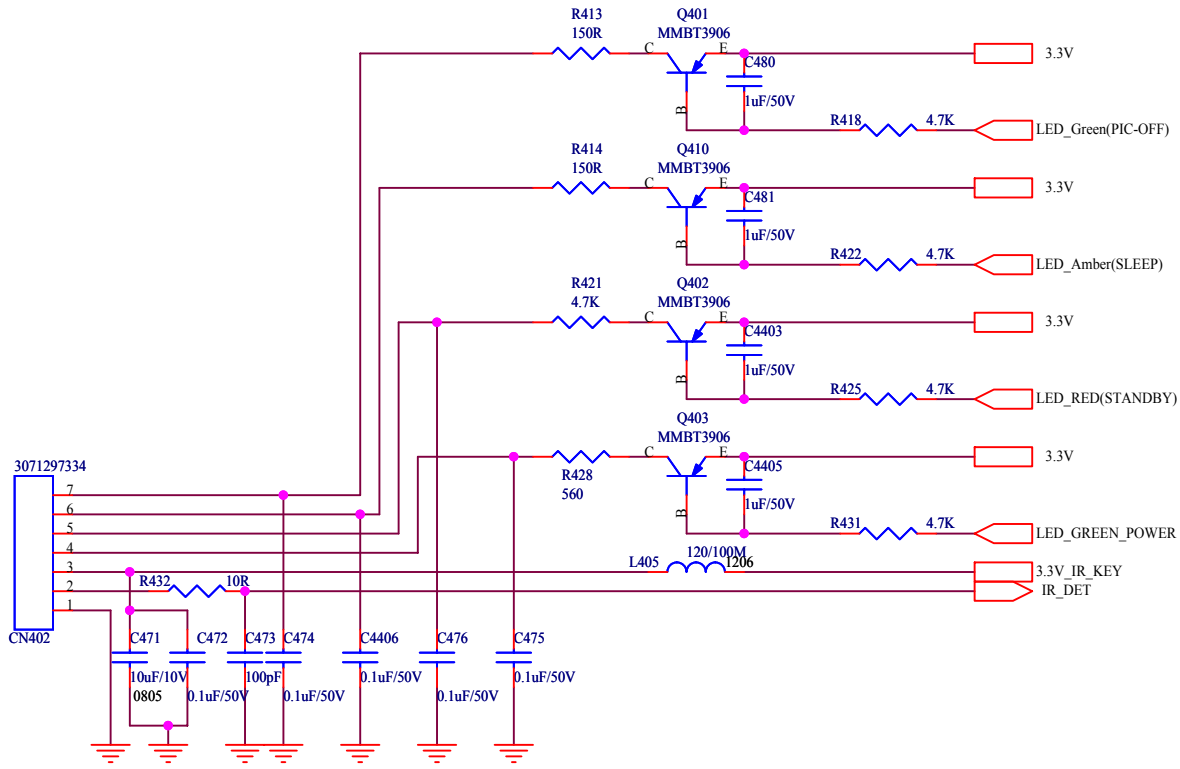 R413
150R
Q401
MMBT3906
C
E
B
C480
1uF/50V
3.3V
R418
4.7K
LED_Green(PIC-OFF)
R414
150R
Q410
MMBT3906
C
E
B
C481
1uF/50V
3.3V
R422
4.7K
LED_Amber(SLEEP)
R421
4.7K
Q402
MMBT3906
C
E
B
C4403
1uF/50V
3.3V
R425
4.7K
LED_RED(STANDBY)
R428
560
Q403
MMBT3906
C
E
B
C4405
1uF/50V
3.3V
R431
4.7K
LED_GREEN_POWER
3071297334
7
6
5
4
3
2
1
CN402
L405
120/100M
1206
3.3V_IR_KEY
R432
10R
IR_DET
C471
10uF/10V
0805
C472
0.1uF/50V
C473
100pF
C474
0.1uF/50V
C4406
0.1uF/50V
C476
0.1uF/50V
C475
0.1uF/50V